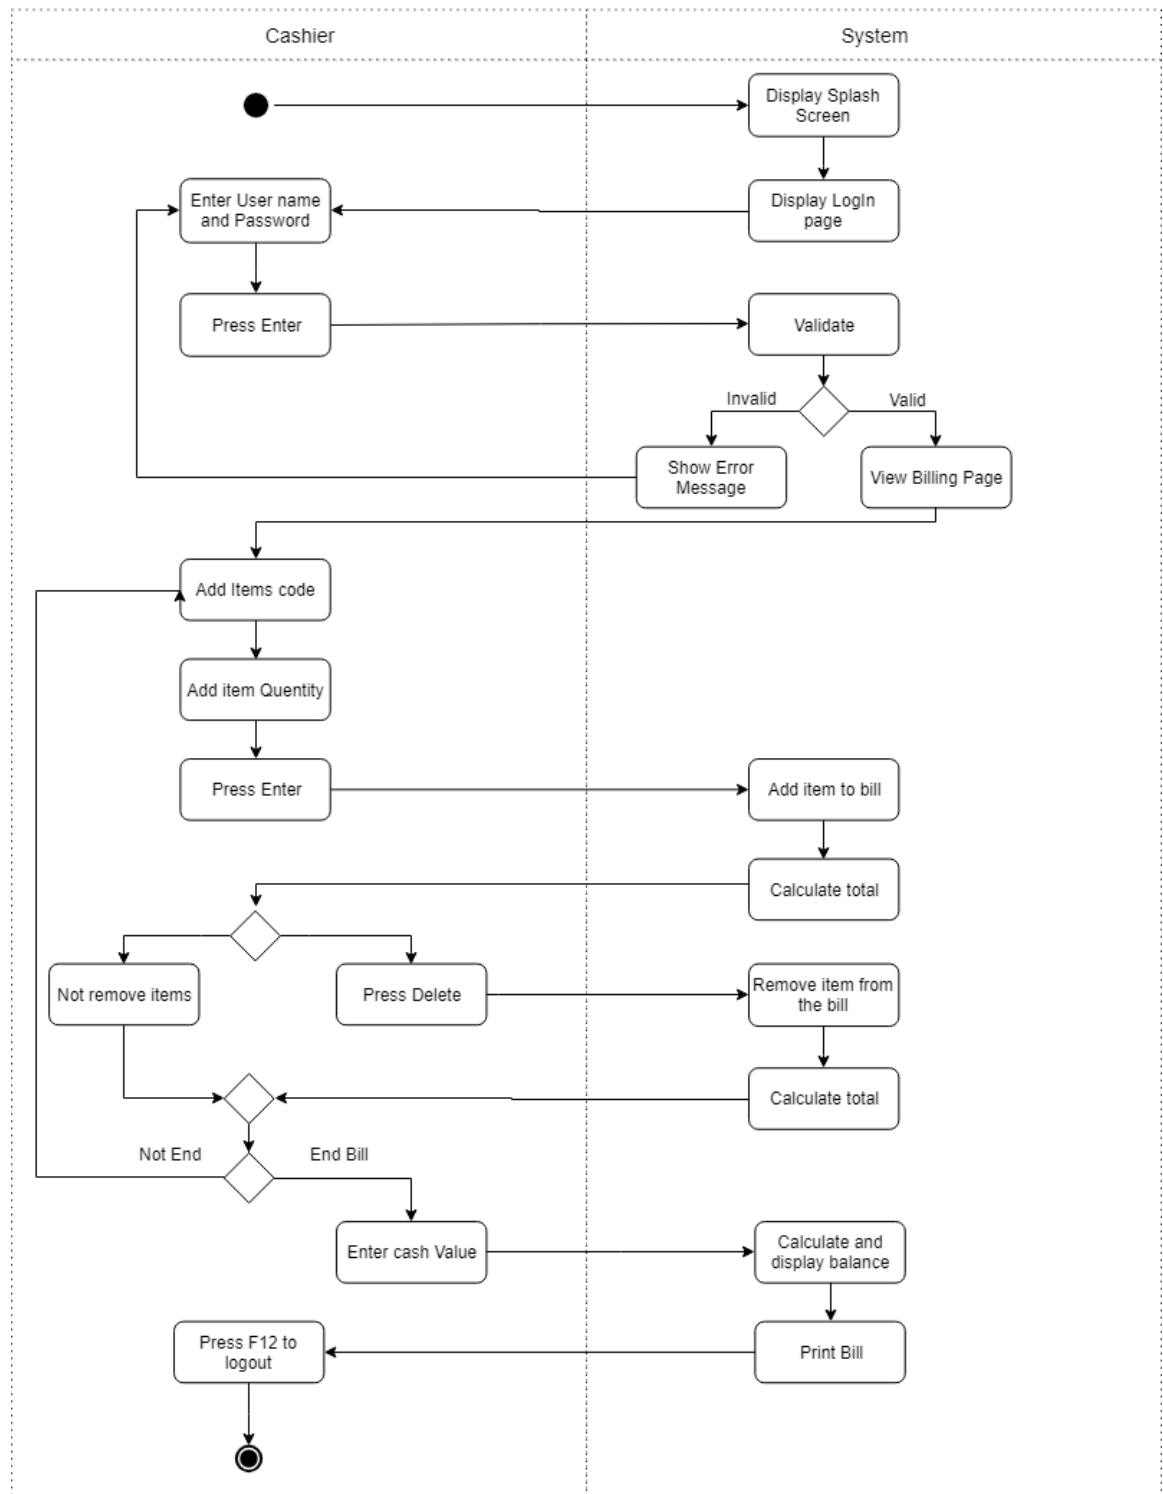 Cashier
System
Display Splash
Screen
Enter User name
and Password
Display LogIn
page
Press Enter
Validate
Invalid
Valid
Show Error
Message
View Billing Page
Add Items code
Add item Quentity
Press Enter
Add item to bill
Calculate total
Not remove items
Press Delete
Remove item from
the bill
Calculate total
Not End
End Bill
Enter cash Value
Calculate and
display balance
Press F12 to
logout
Print Bill